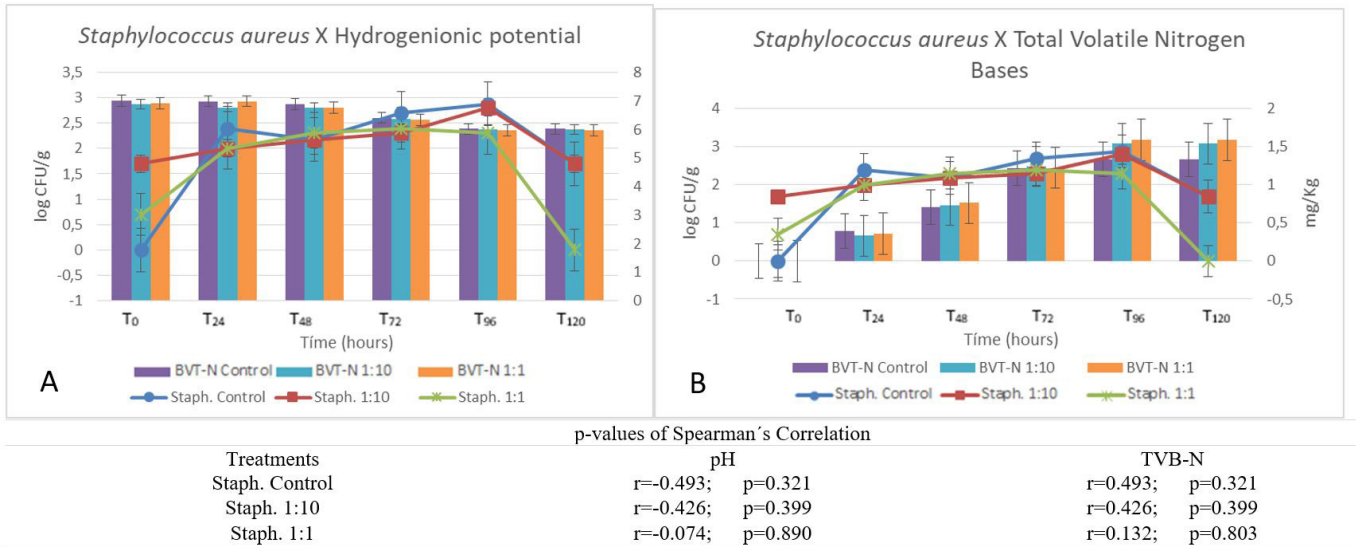 Staphylococcus aureus X Hydrogenionic potential
3,5
3
2,5
2
1,5
1
0,5
0
-0,5
-1
log CFU/g
8
7
6
5
4
3
2
1
0
T0 T24 T48 T72 T96 T120
Tíme (hours)
BVT-N Control BVT-N 1:10 BVT-N 1:1
Staph. Control Staph. 1:10 Staph. 1:1
A
Staphylococcus aureus X Total Volatile Nitrogen
Bases
4
3
2
1
0
-1
log CFU/g
2
1,5
1
0,5
0
-0,5
mg/Kg
T0 T24 T48 T72 T96 T120
Tíme (hours)
BVT-N Control BVT-N 1:10 BVT-N 1:1
Staph. Control Staph. 1:10 Staph. 1:1
B
p-values of Spearman´s Correlation
Treatments pH TVB-N
Staph. Control r=-0.493; p=0.321 r=0.493; p=0.321
Staph. 1:10 r=-0.426; p=0.399 r=0.426; p=0.399
Staph. 1:1 r=-0.074; p=0.890 r=0.132; p=0.803